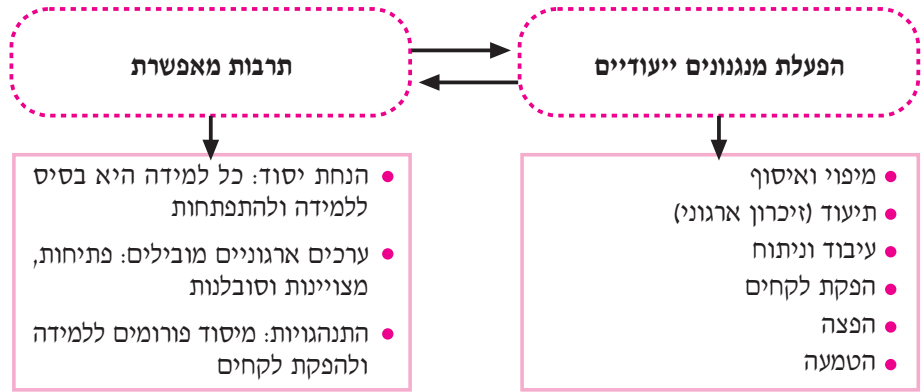 הפעלת מנגנונים ייעודיים
מיפוי ואיסוף
תיעוד (זיכרון ארגוני)
עיבוד וניתוח
הפקת לקחים
הפצה
הטמעה
תרבות מאפשרת
הנחת יסוד: כל למידה היא בסיס
ללמידה ולהתפתחות
ערכים ארגוניים מובילים: פתיחות,
מצויינות וסובלנות
התנהגויות: מיסוד פורומים ללמידה
ולהפקת לקחים